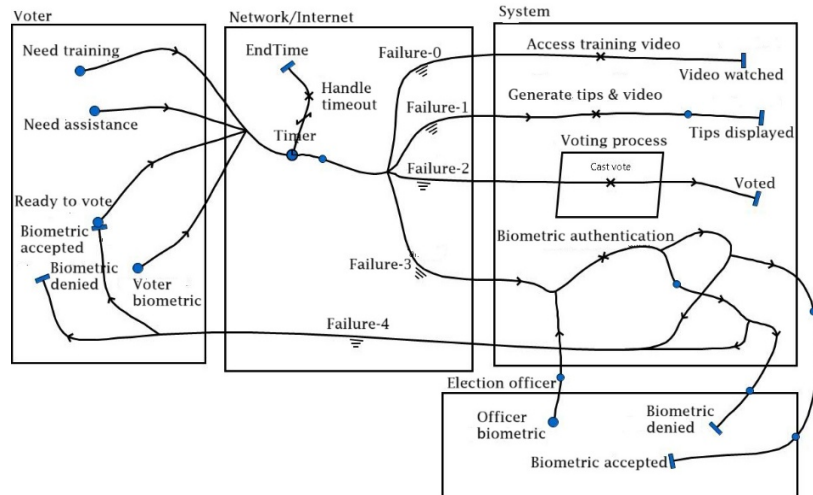 Voter
Network/Internet
System
Need training
EndTime
Failure-0
Access training video
Video watched
Handle
timeout
Failure-1
Generate tips & video
Need assistance
Timer
Tips displayed
Voting process
Failure-2
Cast vote
Voted
Ready to vote
Biometric
accepted
Biometric
denied
Voter
biometric
Failure-3
Biometric authentication
Failure-4
Election officer
Officer
biometric
Biometric
denied
Biometric accepted